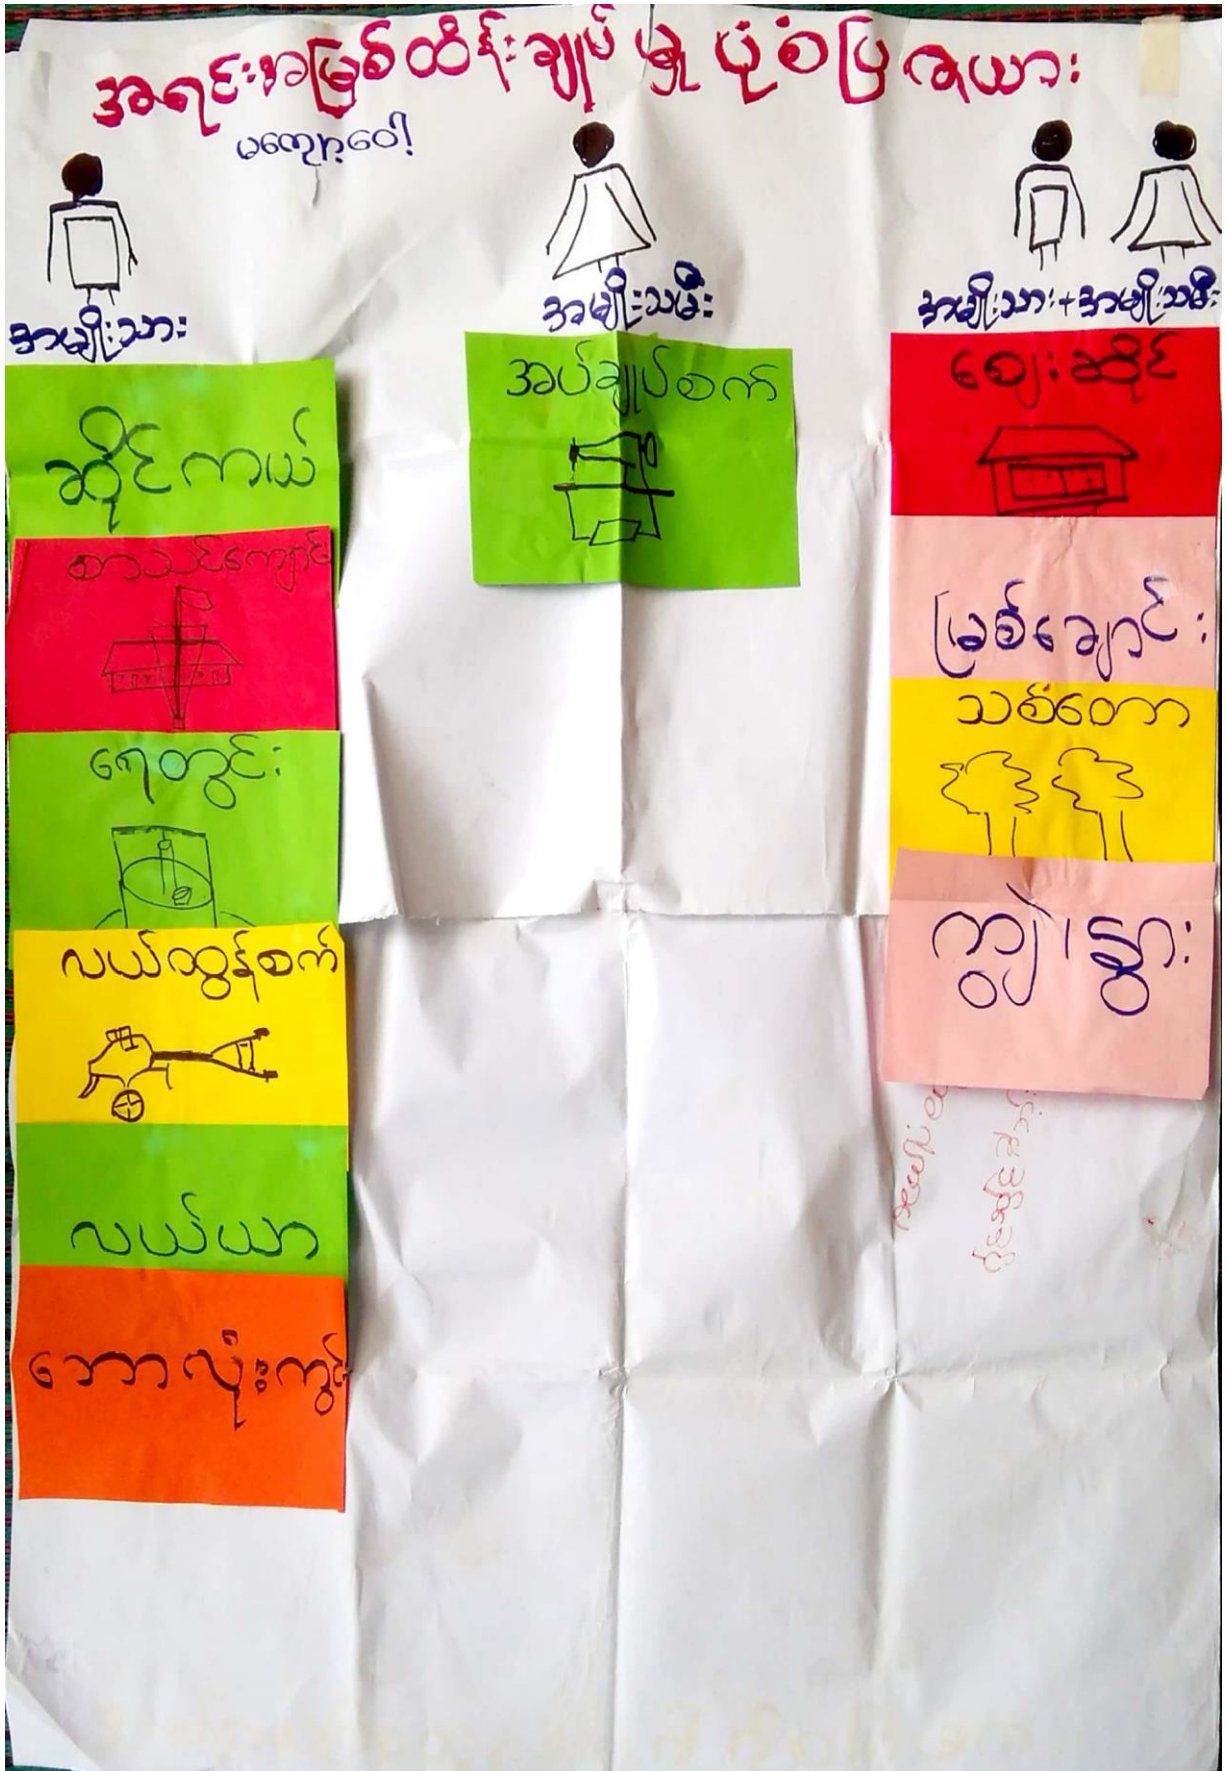 အရင်းအမြစ်ထိန်းချုပ်မှုပုံစံပြဇယား
အမျိုးသား
အမျိုးသမီး
အမျိုးသား+အမျိုးသမီး
ဆိုင်ကယ်
စာသင်ကျောင်း
ရေတွင်း
လယ်ထွန်စက်
လယ်ယာ
ဘောလုံးကွင်း
အပ်ချုပ်စက်
ဈေးဆိုင်
မြစ်ချောင်း
သစ်တော
ကျွဲ၊နွား